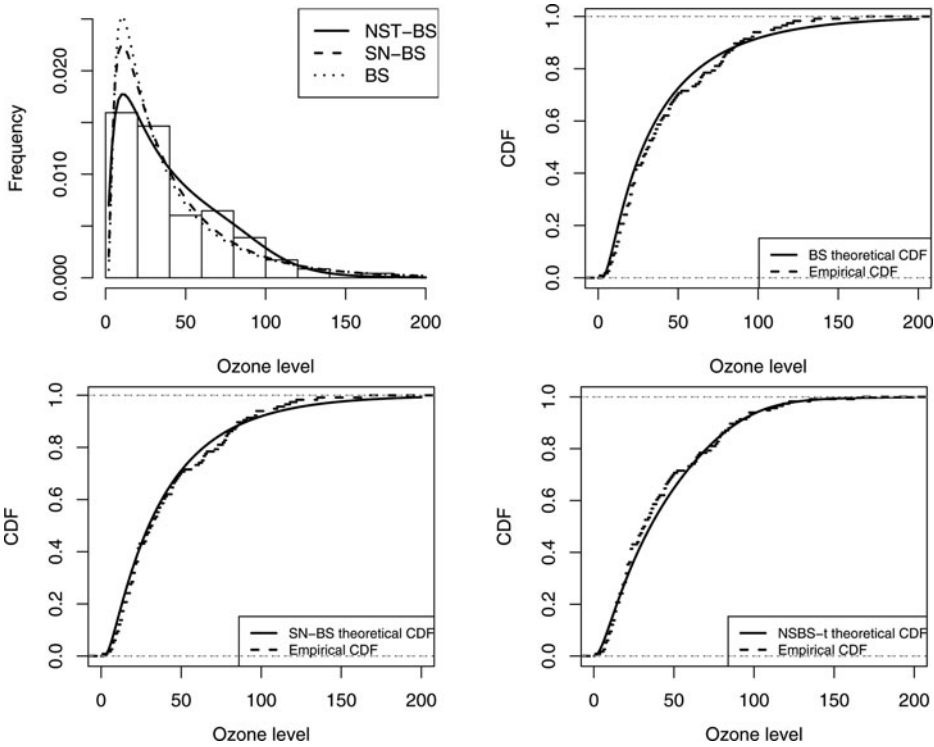 NST-BS
SN-BS
BS
Frequency
0.000 0.010 0.020
0 50 100 150 200
Ozone level
CDF
0.0 0.2 0.4 0.6 0.8 1.0
BS theoretical CDF
Empirical CDF
0 50 100 150 200
Ozone level
CDF
0.0 0.2 0.4 0.6 0.8 1.0
SN-BS theoretical CDF
Empirical CDF
0 50 100 150 200
Ozone level
CDF
0.0 0.2 0.4 0.6 0.8 1.0
NSBS-t theoretical CDF
Empirical CDF
0 50 100 150 200
Ozone level